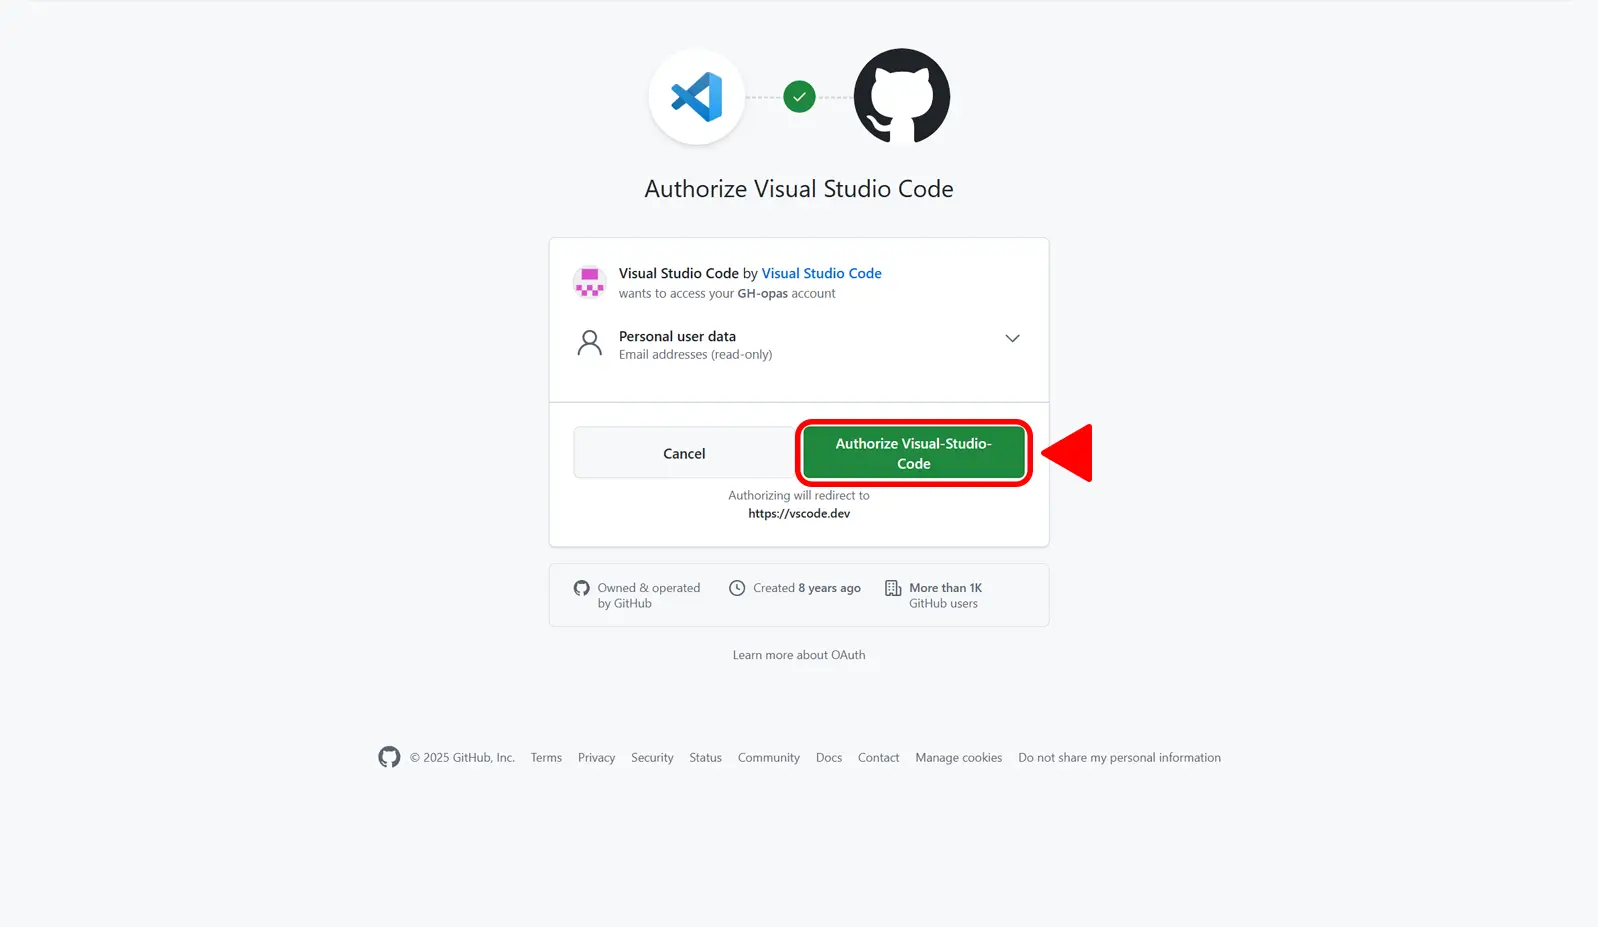 Authorize Visual Studio Code
Visual Studio Code by Visual Studio Code
wants to access your GH-opas account
Personal user data
Email addresses (read-only)
Cancel
Authorize Visual-Studio-
Code
Authorizing will redirect to
https://vscode.dev
Owned & operated
by GitHub
Created 8 years ago
More than 1K
GitHub users
Learn more about OAuth
© 2025 GitHub, Inc. Terms Privacy Security Status Community Docs Contact Manage cookies Do not share my personal information